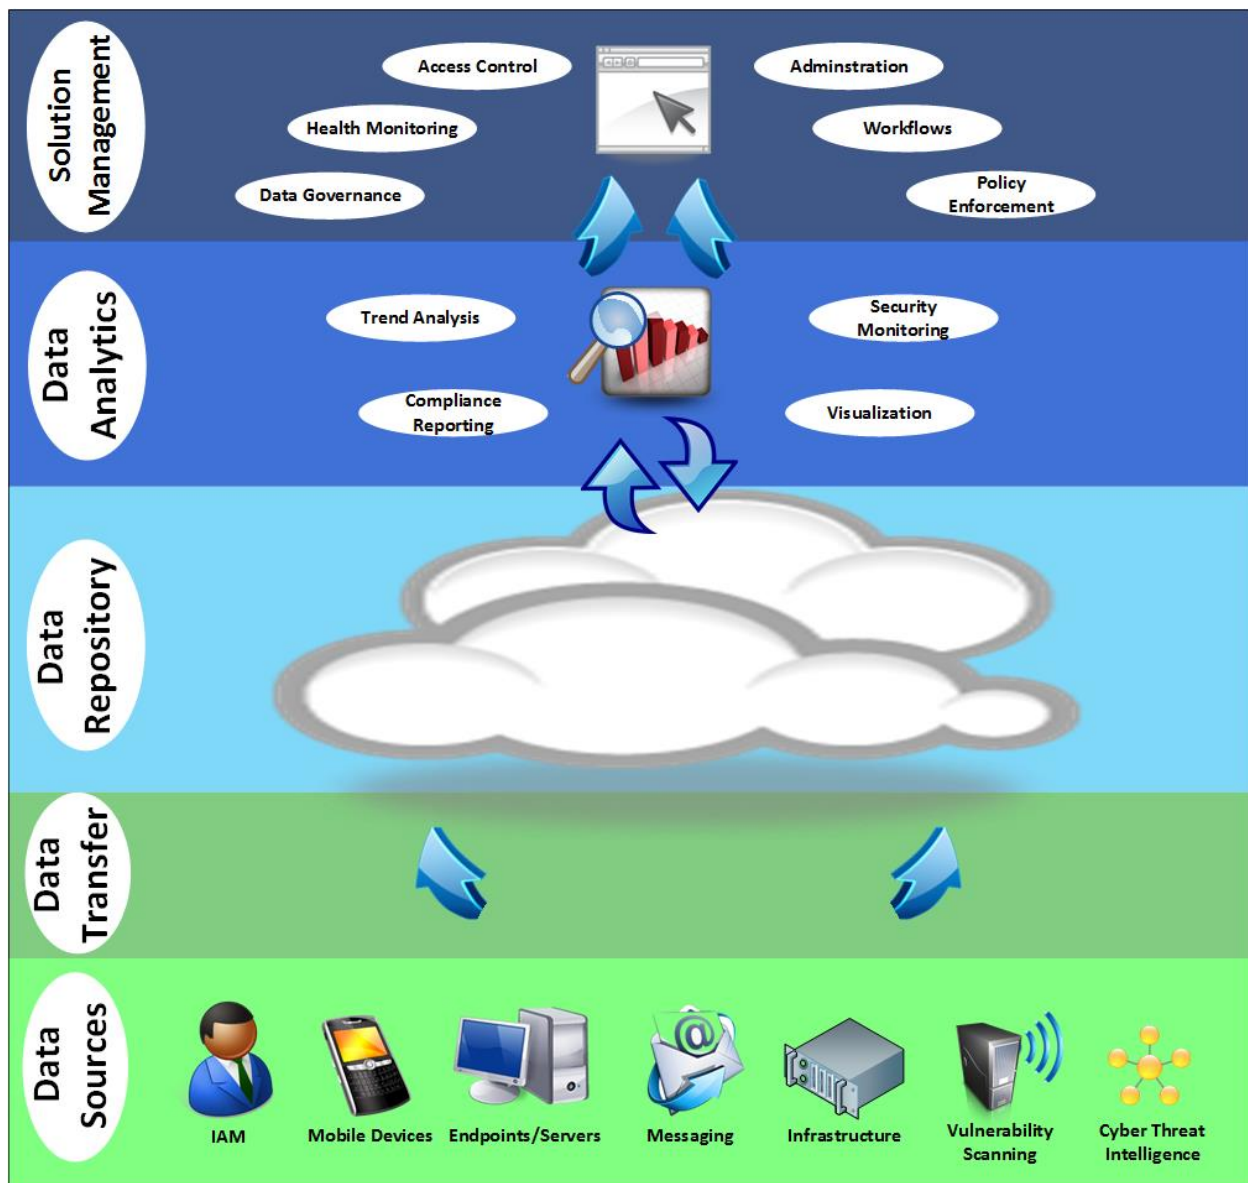 Solution
Management
Access Control
Adminstration
Health Monitoring
Workflows
Data Governance
Policy
Enforcement
Data
Analytics
Trend Analysis
Security
Monitoring
Compliance
Reporting
Visualization
Data
Repository
Data
Transfer
Data
Sources
IAM
Mobile Devices
Endpoints/Servers
Messaging
Infrastructure
Vulnerability
Scanning
Cyber Threat
Intelligence